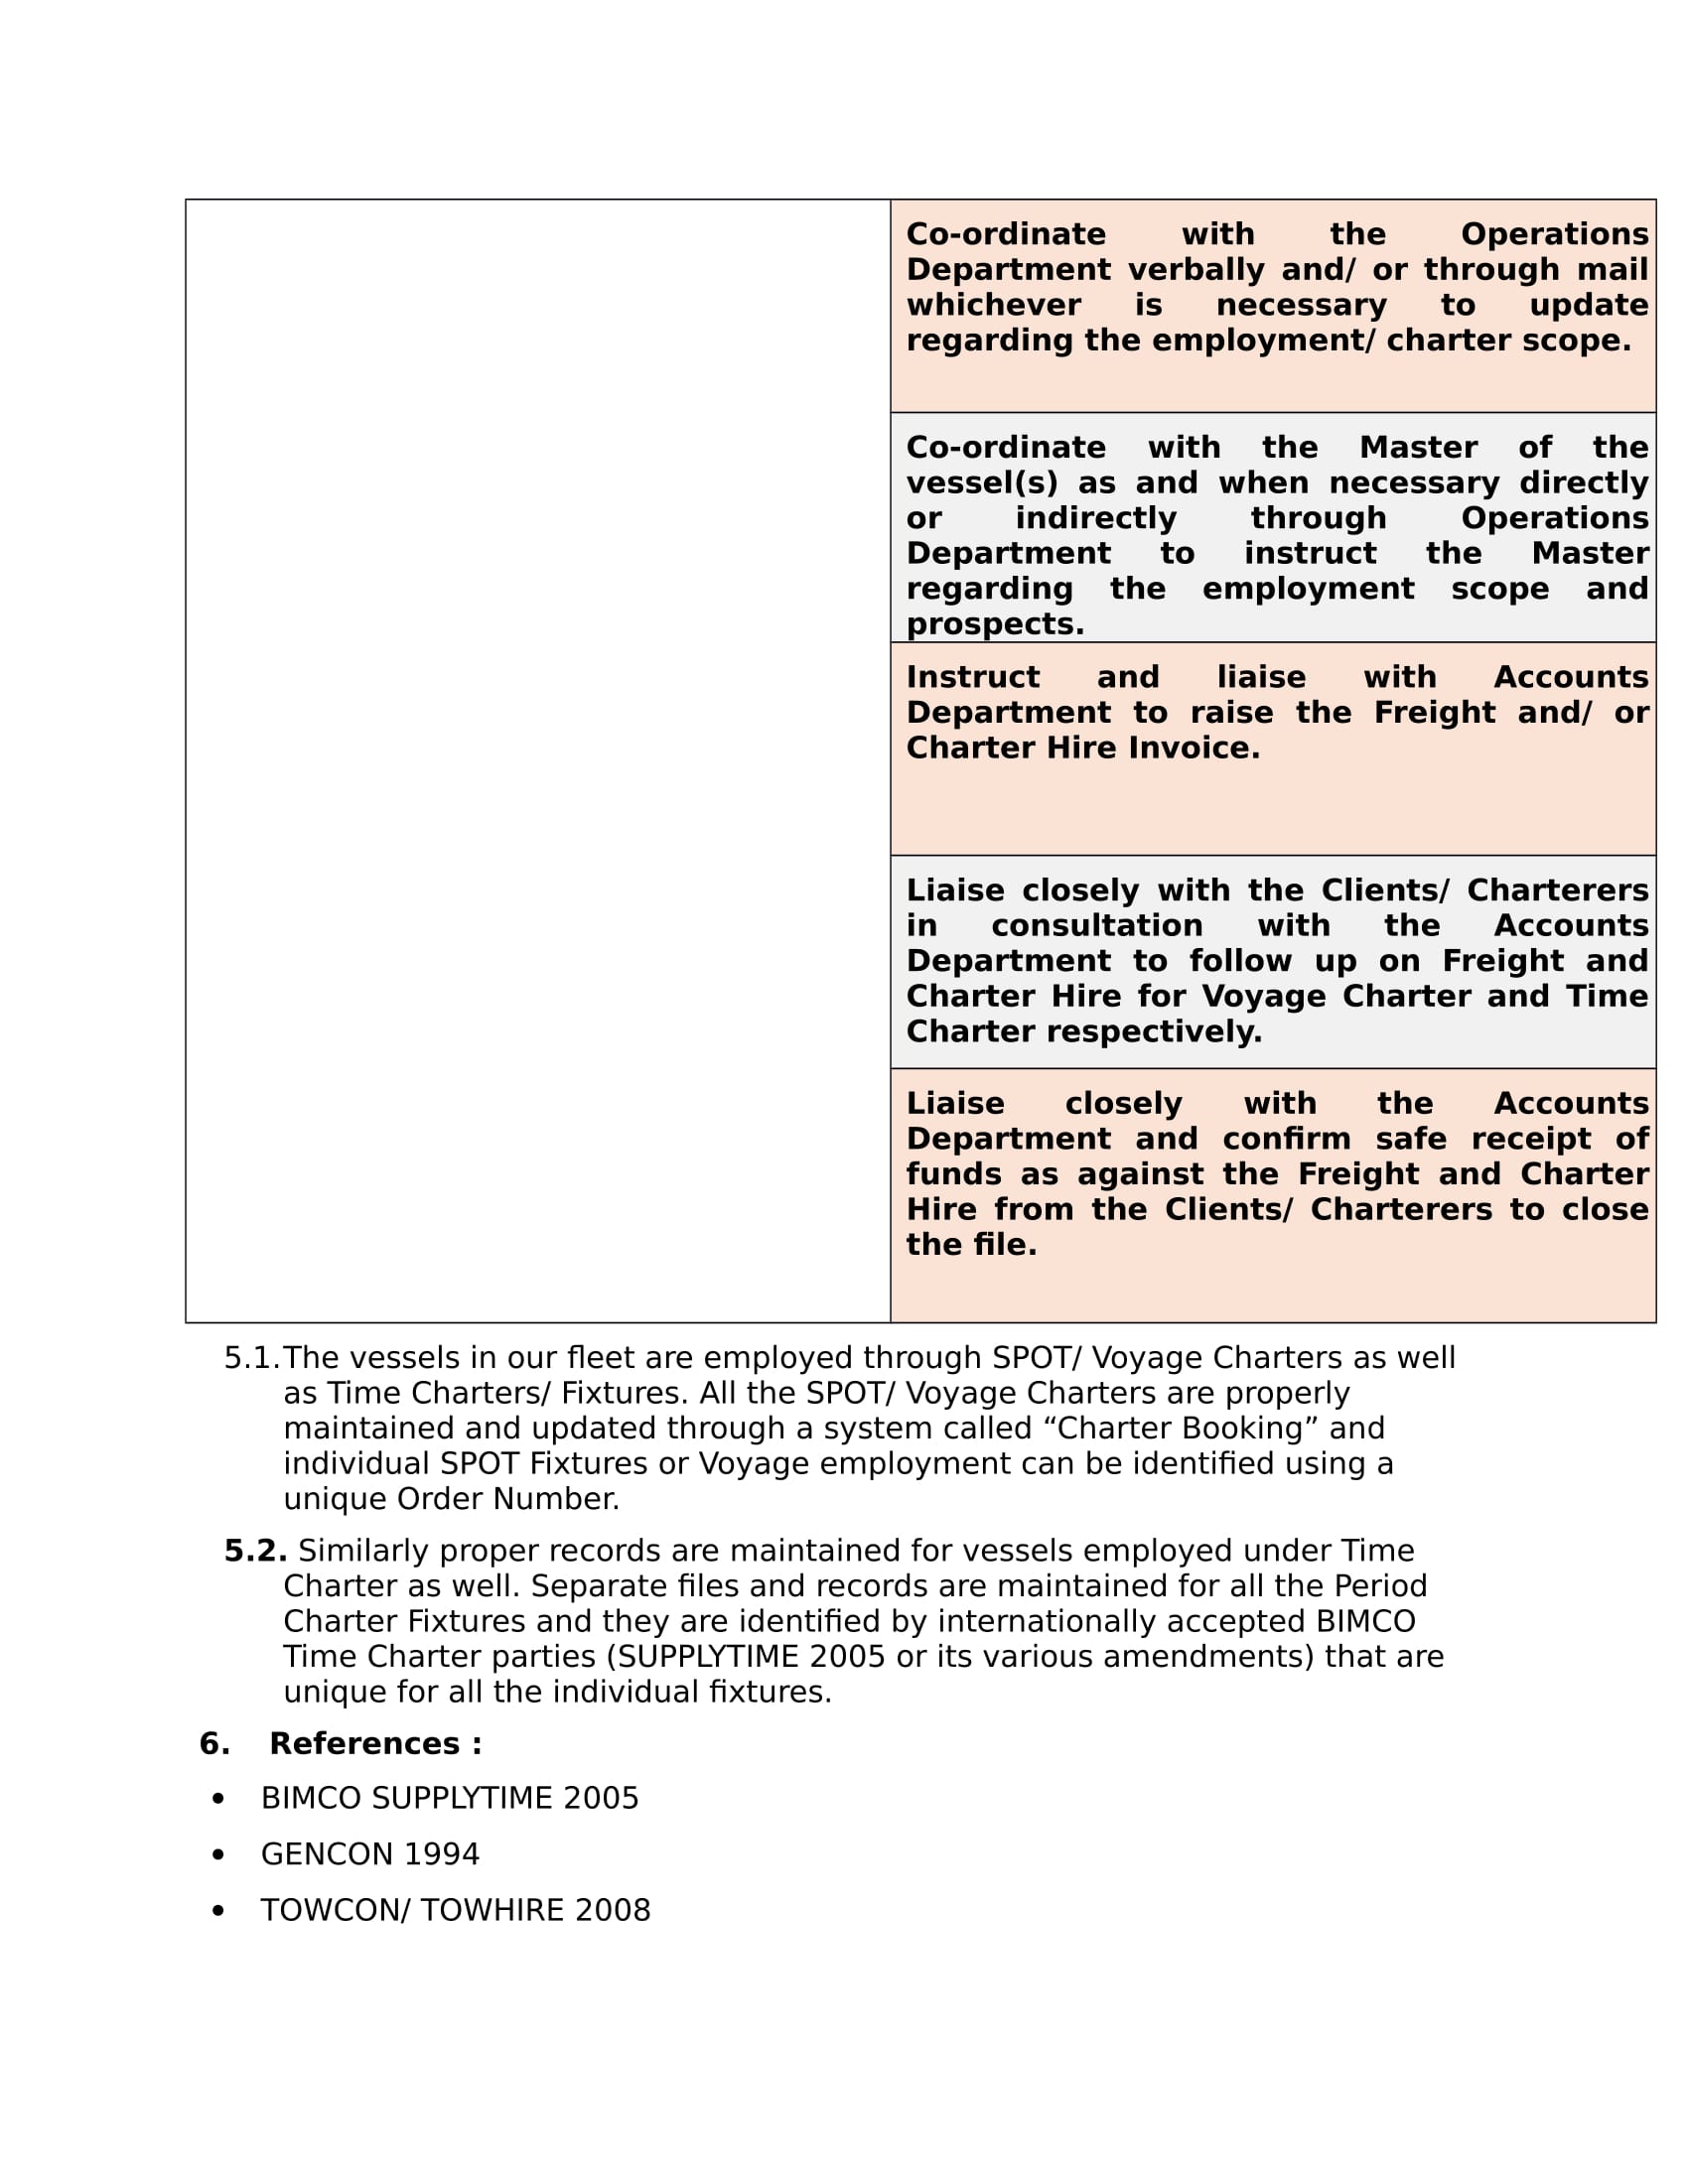 Co-ordinate with the Operations
Department verbally and/ or through mail
whichever is necessary to update
regarding the employment/ charter scope.
Co-ordinate with the Master of the
vessel(s) as and when necessary directly
or indirectly through Operations
Department to instruct the Master
regarding the employment scope and
prospects.
Instruct and liaise with Accounts
Department to raise the Freight and/ or
Charter Hire Invoice.
Liaise closely with the Clients/ Charterers
in consultation with the Accounts
Department to follow up on Freight and
Charter Hire for Voyage Charter and Time
Charter respectively.
Liaise closely with the Accounts
Department and confirm safe receipt of
funds as against the Freight and Charter
Hire from the Clients/ Charterers to close
the file.
5.1.The vessels in our fleet are employed through SPOT/ Voyage Charters as well
as Time Charters/ Fixtures. All the SPOT/ Voyage Charters are properly
maintained and updated through a system called “Charter Booking” and
individual SPOT Fixtures or Voyage employment can be identified using a
unique Order Number.
5.2. Similarly proper records are maintained for vessels employed under Time
Charter as well. Separate files and records are maintained for all the Period
Charter Fixtures and they are identified by internationally accepted BIMCO
Time Charter parties (SUPPLYTIME 2005 or its various amendments) that are
unique for all the individual fixtures.
6. References :
• BIMCO SUPPLYTIME 2005
• GENCON 1994
• TOWCON/ TOWHIRE 2008